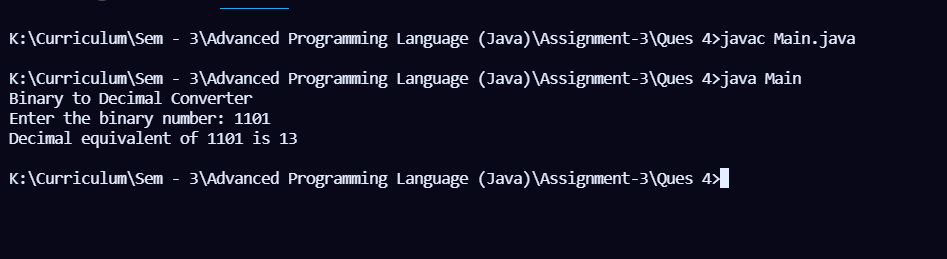 K:\Curriculum\Sem - 3\Advanced Programming Language (Java)\Assignment-3\Ques 4>javac Main.java
K:\Curriculum\Sem - 3\Advanced Programming Language (Java)\Assignment-3\Ques 4>java Main
Binary to Decimal Converter
Enter the binary number: 1101
Decimal equivalent of 1101 is 13
K:\Curriculum\Sem - 3\Advanced Programming Language (Java)\Assignment-3\Ques 4>